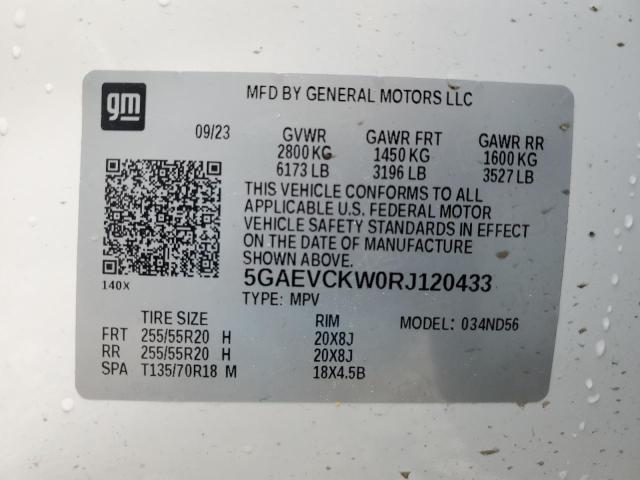 gm
MFD BY GENERAL MOTORS LLC
09/23
GVWR GAWR FRT GAWR RR
2800 KG 1450 KG 1600 KG
6173 LB 3196 LB 3527 LB
THIS VEHICLE CONFORMS TO ALL
APPLICABLE U.S. FEDERAL MOTOR
VEHICLE SAFETY STANDARDS IN EFFECT
ON THE DATE OF MANUFACTURE
SHOWN ABOVE.
140X
5GAEVCKW0RJ120433
TYPE: MPV
TIRE SIZE RIM MODEL: 034ND56
FRT 255/55R20 H 20X8J
RR 255/55R20 H 20X8J
SPA T135/70R18 M 18X4.5B